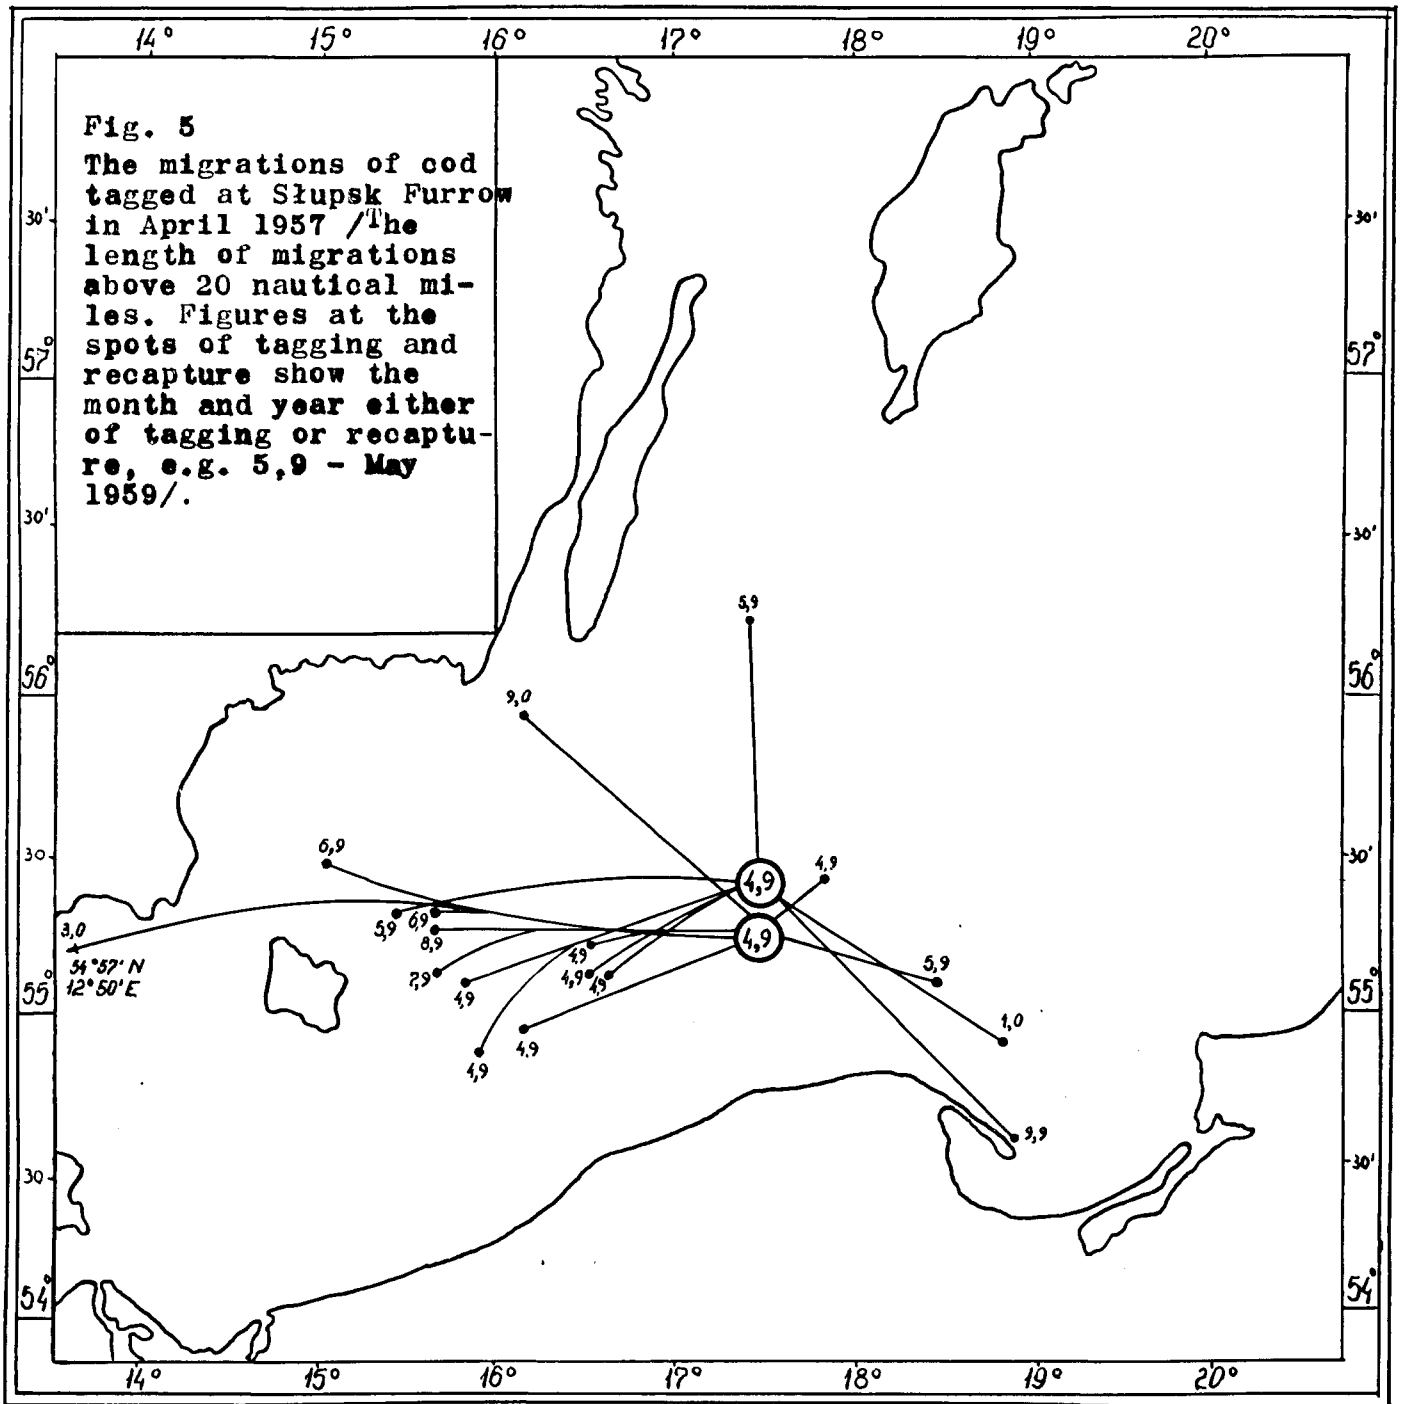 14° 15° 16° 17° 18° 19° 20°
Fig. 5
The migrations of cod
tagged at Słupsk Furrow
in April 1957 /The
length of migrations
above 20 nautical mi-
les. Figures at the
spots of tagging and
recapture show the
month and year either
of tagging or recaptu-
re, e.g. 5,9 - May
1959/.
30' 30'
57° 57°
30' 30'
5,9
56° 56°
9,0
30 30'
6,9
4,9
4,9
5,9
6,9
8,9
4,9
3,0
54°57' N
12°50' E
4,9
4,9
4,9
7,9
4,9
5,9
55° 55°
1,0
4,9
4,9
9,9
30 30'
54° 54°
14° 15° 16° 17° 18° 19° 20°